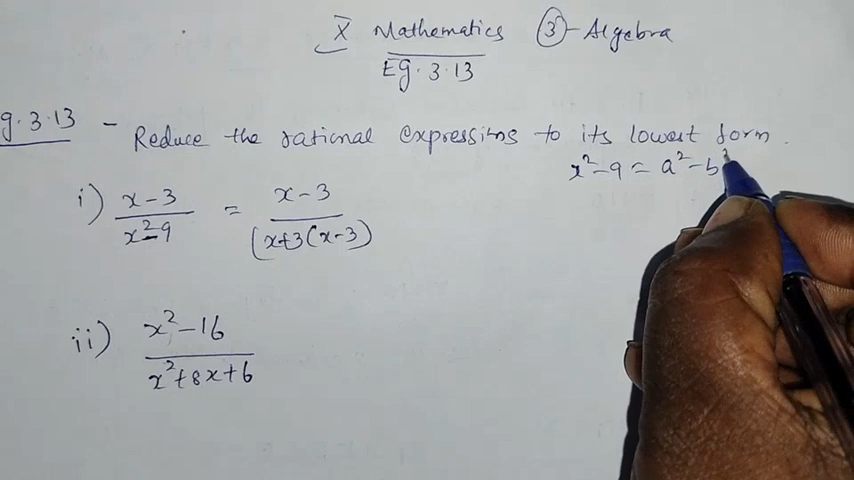 X Mathematics ③-Algebra
Eg. 3.13
g. 3.13 - Reduce the rational expressions to its lowest form.
x²-9 = a²-b²
i) x-3 / x²-9 = x-3 / (x+3(x-3)
ii) x²-16 / x²+8x+6